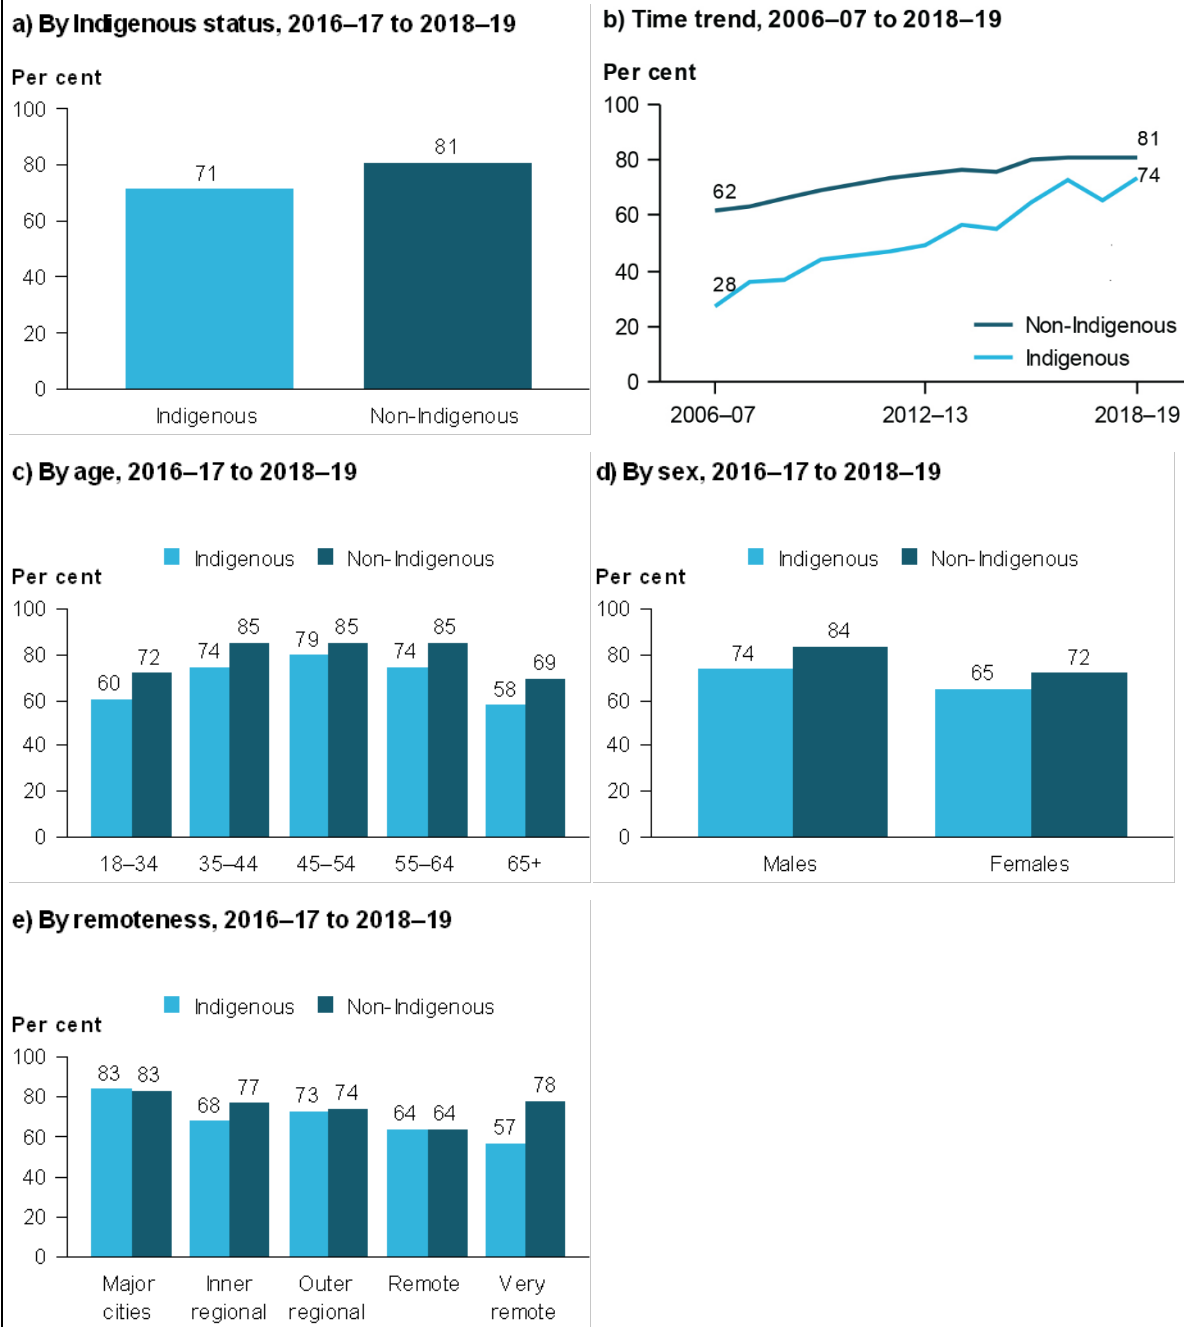 a) By Indigenous status, 2016–17 to 2018–19
Per cent
100
80
60
40
20
0
71
81
Indigenous
Non-Indigenous
b) Time trend, 2006–07 to 2018–19
Per cent
100
80
60
40
20
0
62
28
81
74
Non-Indigenous
Indigenous
2006–07
2012–13
2018–19
c) By age, 2016–17 to 2018–19
Indigenous
Non-Indigenous
Per cent
100
80
60
40
20
0
60
72
74
85
79
85
74
85
58
69
18–34
35–44
45–54
55–64
65+
d) By sex, 2016–17 to 2018–19
Indigenous
Non-Indigenous
Per cent
100
80
60
40
20
0
74
84
65
72
Males
Females
e) By remoteness, 2016–17 to 2018–19
Indigenous
Non-Indigenous
Per cent
100
80
60
40
20
0
83
83
68
77
73
74
64
64
57
78
Major
cities
Inner
regional
Outer
regional
Remote
Very
remote